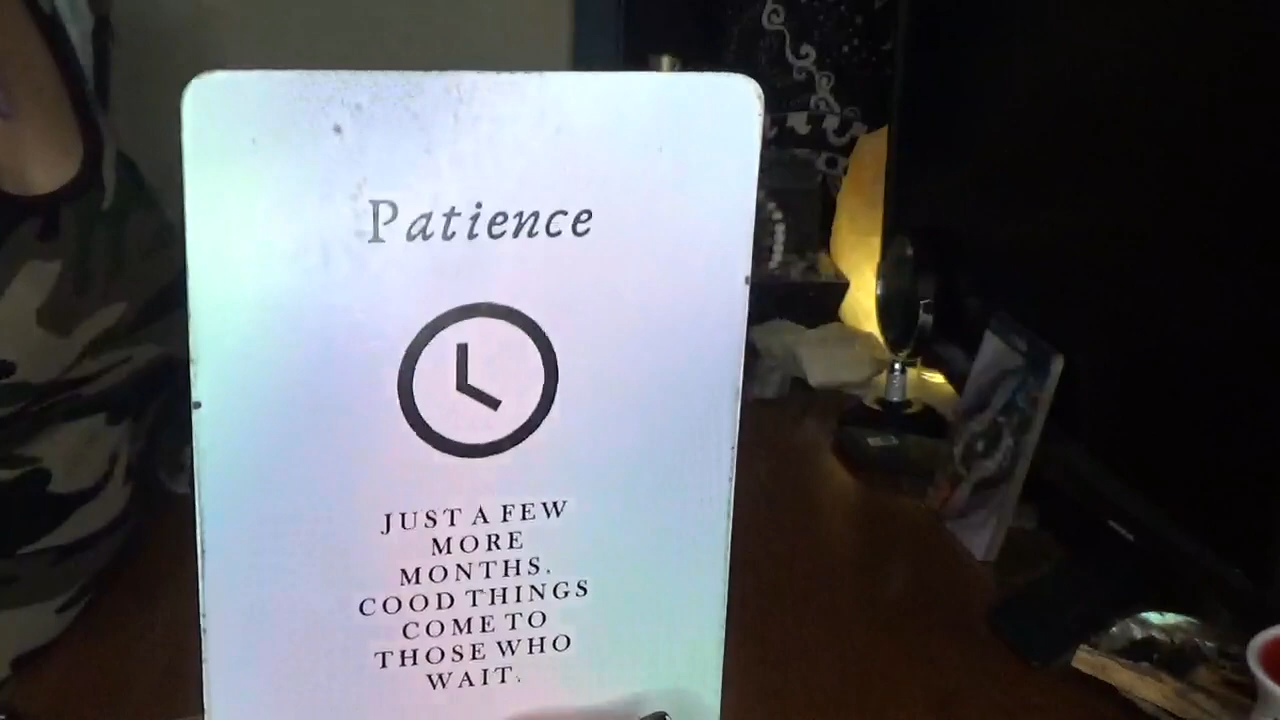 Patience
JUST A FEW
MORE
MONTHS.
GOOD THINGS
COME TO
THOSE WHO
WAIT.